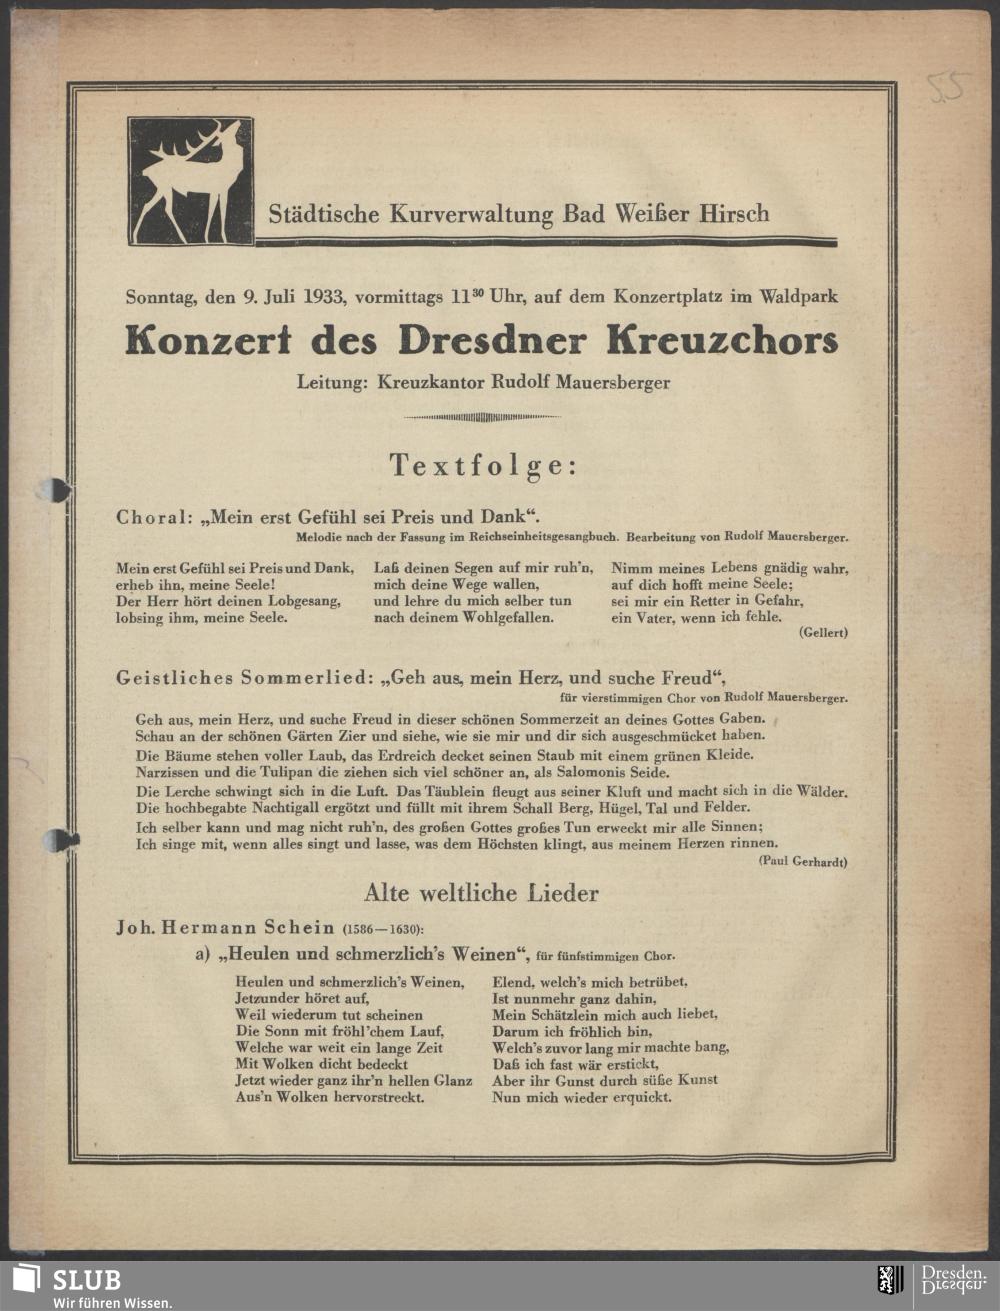 55
Städtische Kurverwaltung Bad Weißer Hirsch
Sonntag, den 9. Juli 1933, vormittags 11³⁰ Uhr, auf dem Konzertplatz im Waldpark
Konzert des Dresdner Kreuzchors
Leitung: Kreuzkantor Rudolf Mauersberger
Textfolge:
Choral: „Mein erst Gefühl sei Preis und Dank“.
Melodie nach der Fassung im Reichseinheitsgesangbuch. Bearbeitung von Rudolf Mauersberger.
Mein erst Gefühl sei Preis und Dank,
erheb ihn, meine Seele!
Der Herr hört deinen Lobgesang,
lobsing ihm, meine Seele.
Laß deinen Segen auf mir ruh'n,
mich deine Wege wallen,
und lehre du mich selber tun
nach deinem Wohlgefallen.
Nimm meines Lebens gnädig wahr,
auf dich hofft meine Seele;
sei mir ein Retter in Gefahr,
ein Vater, wenn ich fehle.
(Gellert)
Geistliches Sommerlied: „Geh aus, mein Herz, und suche Freud“,
für vierstimmigen Chor von Rudolf Mauersberger.
Geh aus, mein Herz, und suche Freud in dieser schönen Sommerzeit an deines Gottes Gaben.
Schau an der schönen Gärten Zier und siehe, wie sie mir und dir sich ausgeschmücket haben.
Die Bäume stehen voller Laub, das Erdreich decket seinen Staub mit einem grünen Kleide.
Narzissen und die Tulipan die ziehen sich viel schöner an, als Salomonis Seide.
Die Lerche schwingt sich in die Luft. Das Täublein fleugt aus seiner Kluft und macht sich in die Wälder.
Die hochbegabte Nachtigall ergötzt und füllt mit ihrem Schall Berg, Hügel, Tal und Felder.
Ich selber kann und mag nicht ruh'n, des großen Gottes großes Tun erweckt mir alle Sinnen;
Ich singe mit, wenn alles singt und lasse, was dem Höchsten klingt, aus meinem Herzen rinnen.
(Paul Gerhardt)
Alte weltliche Lieder
Joh. Hermann Schein (1586—1630):
a) „Heulen und schmerzlich's Weinen“, für fünfstimmigen Chor.
Heulen und schmerzlich's Weinen,
Jetzunder höret auf,
Weil wiederum tut scheinen
Die Sonn mit fröhl'chem Lauf,
Welche war weit ein lange Zeit
Mit Wolken dicht bedeckt
Jetzt wieder ganz ihr'n hellen Glanz
Aus'n Wolken hervorstreckt.
Elend, welch's mich betrübet,
Ist nunmehr ganz dahin,
Mein Schätzlein mich auch liebet,
Darum ich fröhlich bin,
Welch's zuvor lang mir machte bang,
Daß ich fast wär erstickt,
Aber ihr Gunst durch süße Kunst
Nun mich wieder erquickt.
SLUB
Wir führen Wissen.
Dresden.
Dresden.